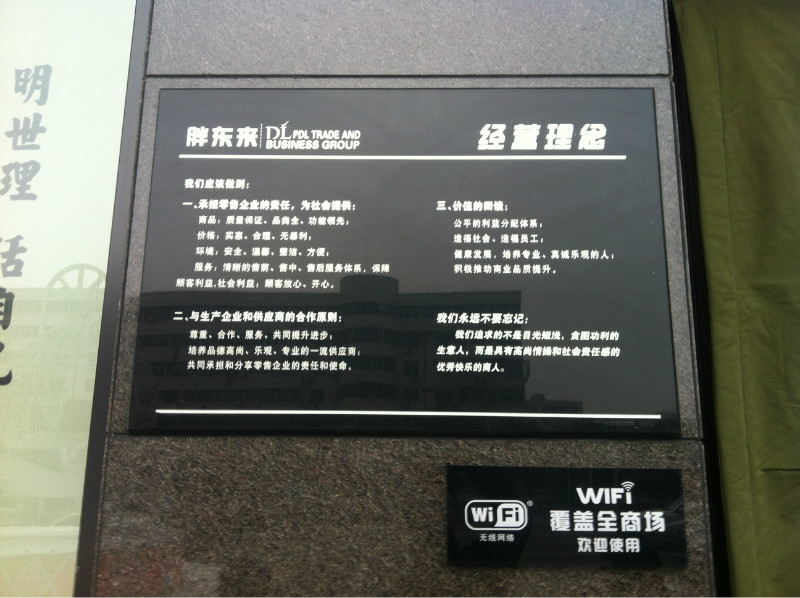 明世理
活自己
胖东来 DL PDL TRADE AND
BUSINESS GROUP
经营理念
我们应该做到：
一、承担零售企业的责任，为社会提供：
商品：质量保证、品类全、功能领先；
价格：实惠、合理、无暴利；
环境：安全、温馨、整洁、方便；
服务：清晰的售前、售中、售后服务体系，保障
顾客利益，社会利益；顾客放心、开心。
二、与生产企业和供应商的合作原则：
尊重、合作、服务、共同提升进步；
培养品德高尚、乐观、专业的一流供应商；
共同承担和分享零售企业的责任和使命。
三、价值的回馈：
公平的利益分配体系；
造福社会、造福员工；
健康发展，培养专业、真诚乐观的人；
积极推动商业品质提升。
我们永远不要忘记：
我们追求的不是目光短浅，贪图功利的
生意人，而是具有高尚情操和社会责任感的
优秀快乐的商人。
Wi Fi ®
无线网络
WIFi
覆盖全商场
欢迎使用